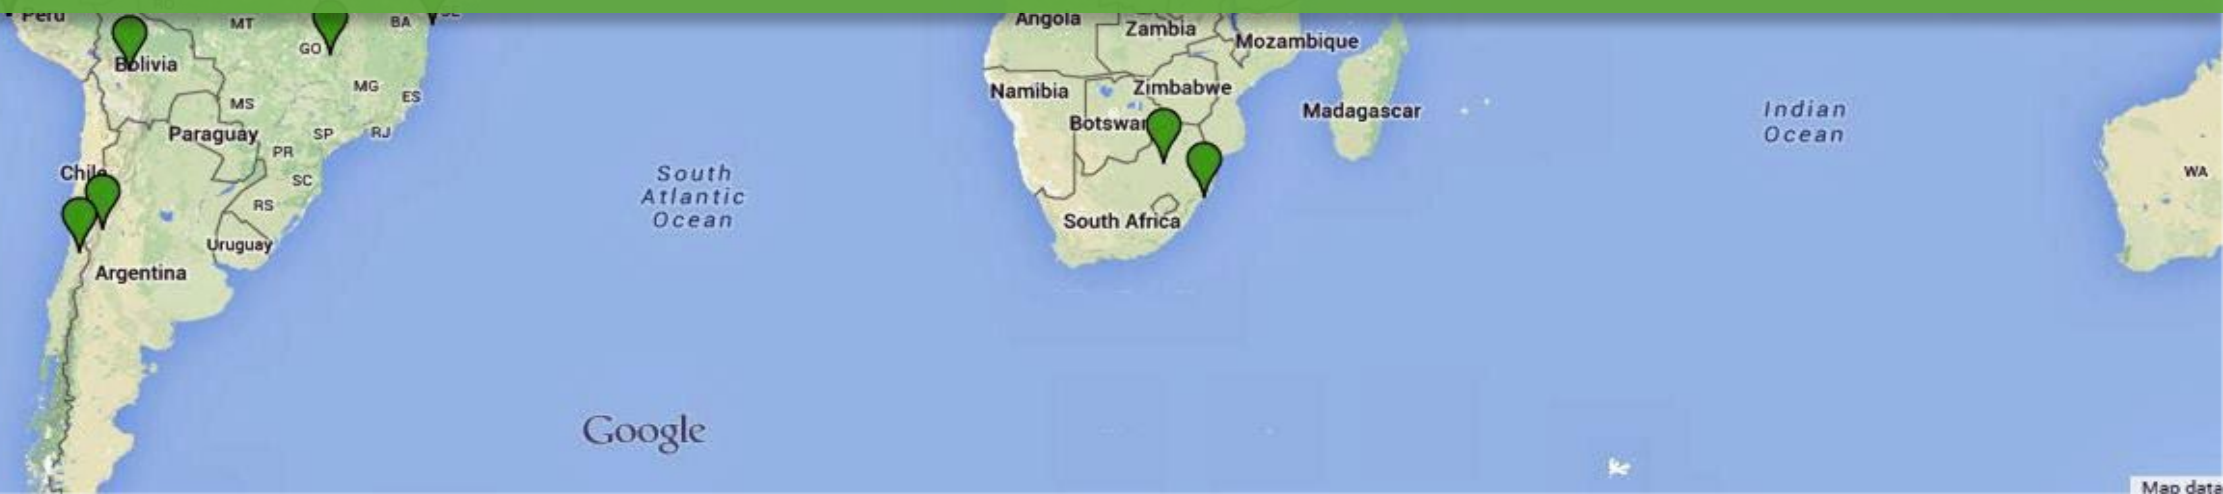 Peru
MT
BA
GO
Bolivia
MG
ES
MS
Paraguay
SP
RJ
PR
Chile
SC
RS
Uruguay
Argentina
South
Atlantic
Ocean
Google
Angola
Zambia
Mozambique
Namibia
Zimbabwe
Botswan
Madagascar
South Africa
Indian
Ocean
WA
Map data